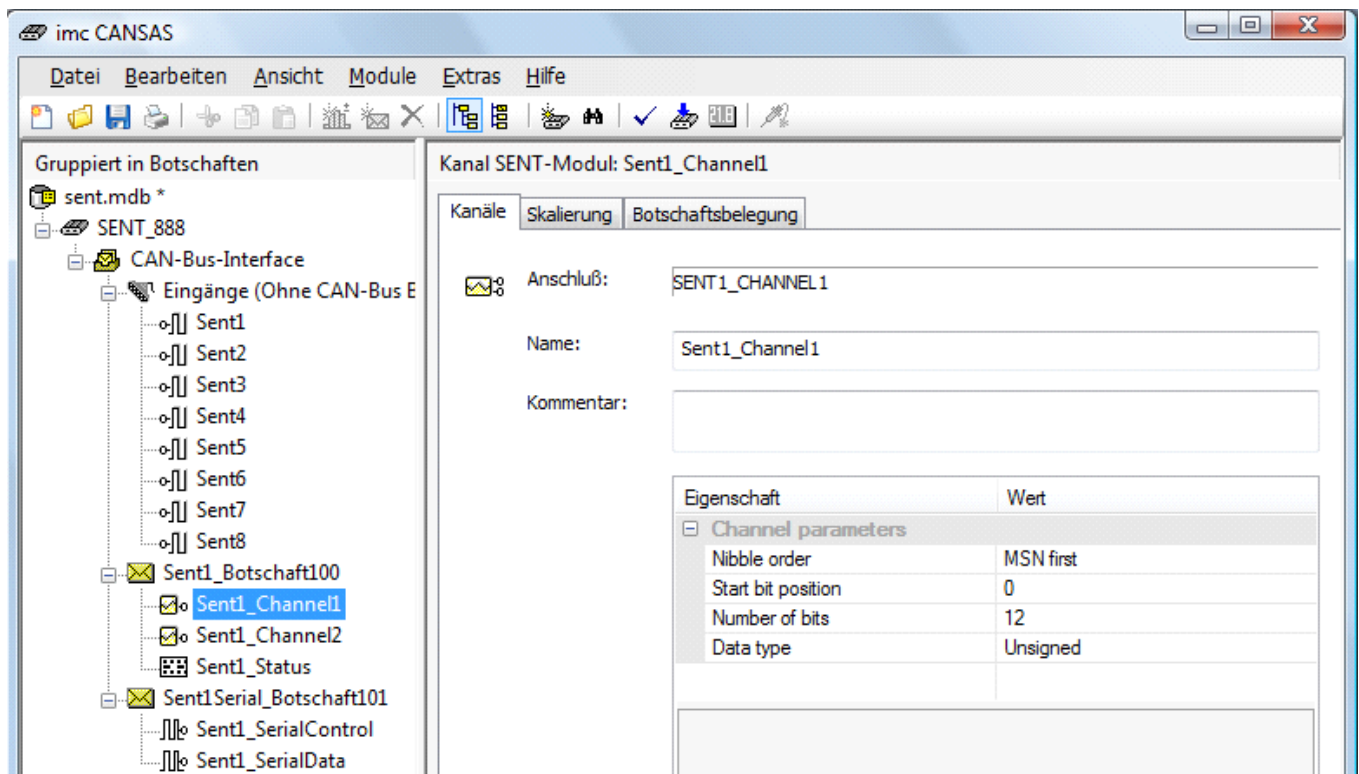 imc CANSAS
Datei Bearbeiten Ansicht Module Extras Hilfe
Gruppiert in Botschaften
sent.mdb *
SENT_888
CAN-Bus-Interface
Eingänge (Ohne CAN-Bus B
Sent1
Sent2
Sent3
Sent4
Sent5
Sent6
Sent7
Sent8
Sent1_Botschaft100
Sent1_Channel1
Sent1_Channel2
Sent1_Status
Sent1Serial_Botschaft101
Sent1_SerialControl
Sent1_SerialData
Kanal SENT-Modul: Sent1_Channel1
Kanäle Skalierung Botschaftsbelegung
Anschluß: SENT1_CHANNEL1
Name: Sent1_Channel1
Kommentar:
Eigenschaft Wert
Channel parameters
Nibble order MSN first
Start bit position 0
Number of bits 12
Data type Unsigned